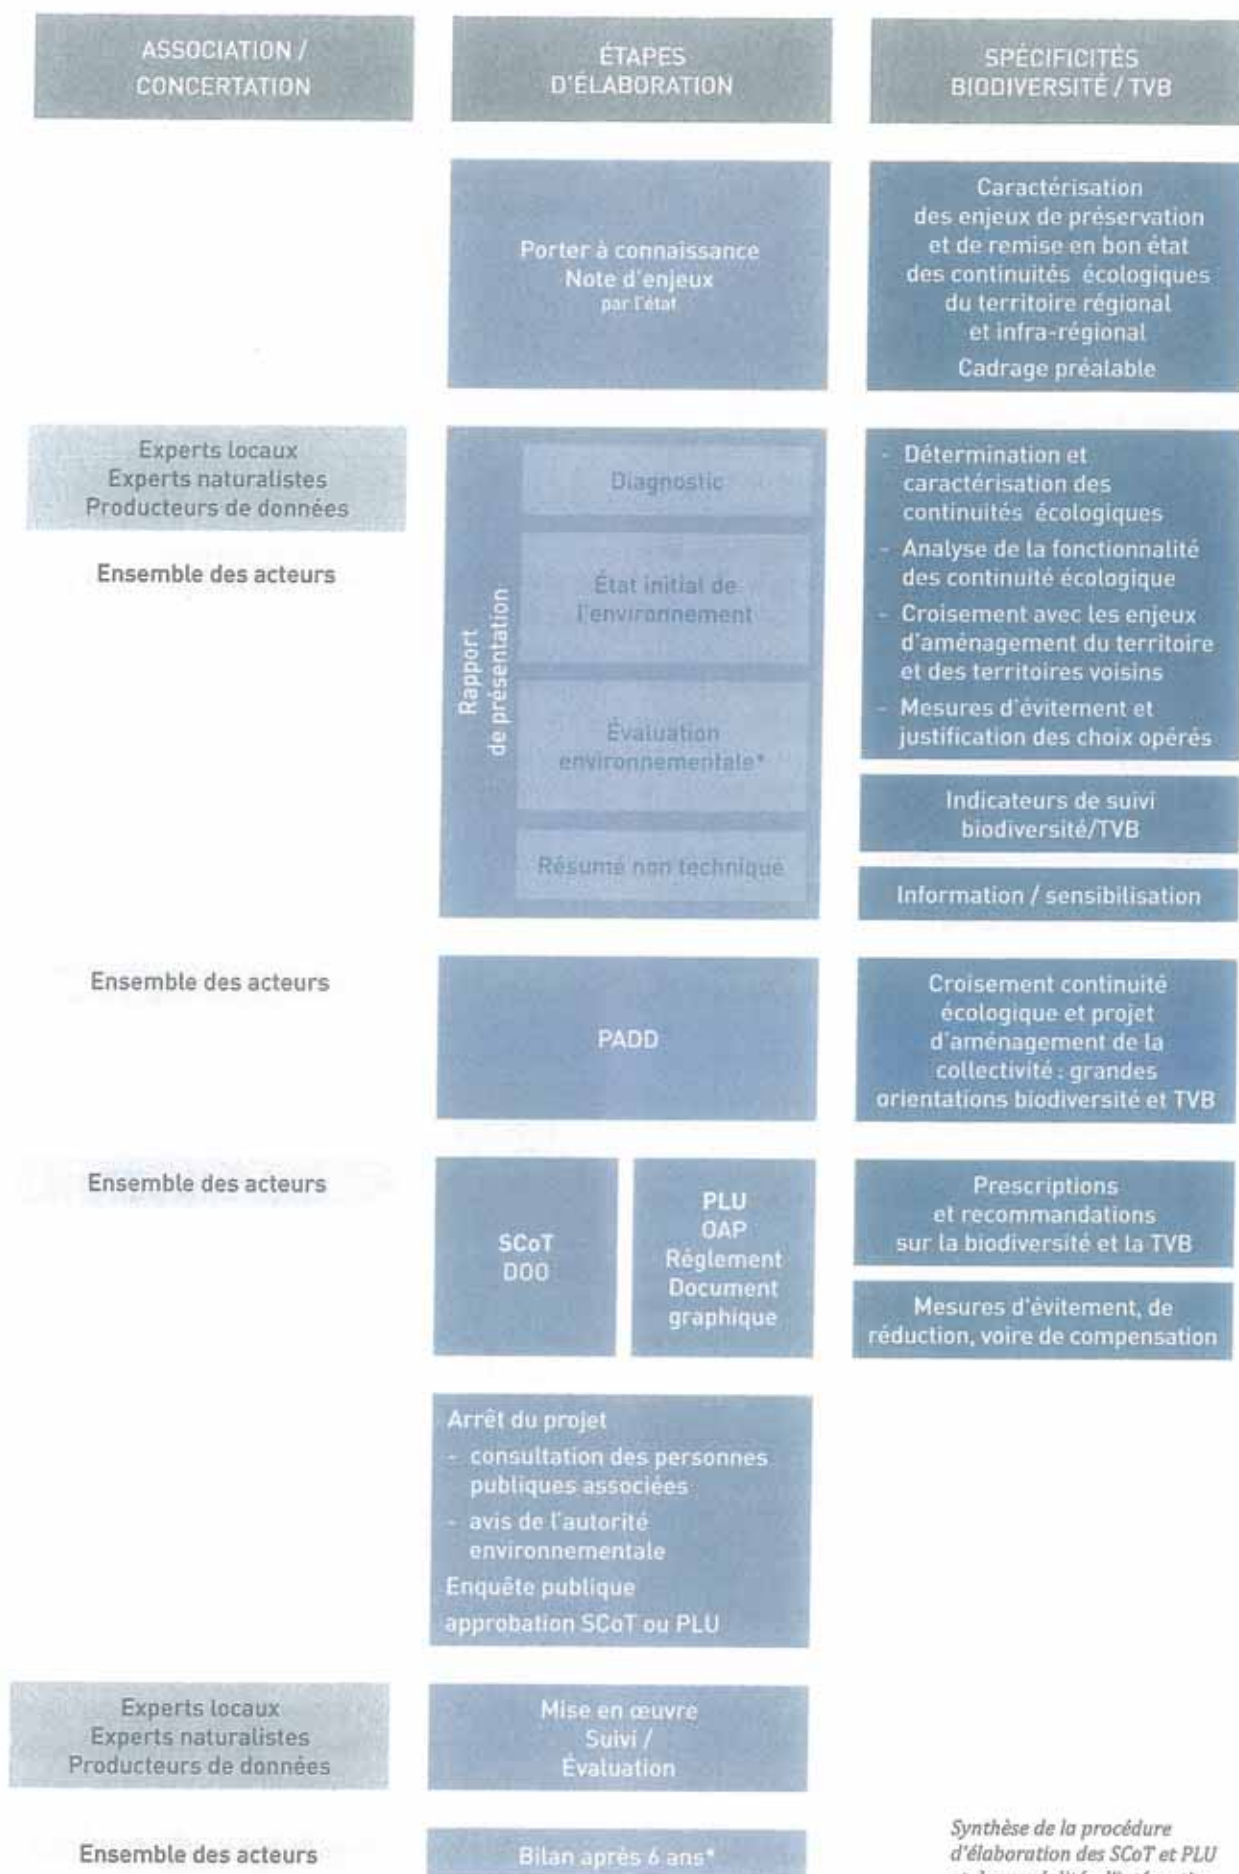 ASSOCIATION /
CONCERTATION
ÉTAPES
D'ÉLABORATION
SPÉCIFICITÉS
BIODIVERSITÉ / TVB
Porter à connaissance
Note d'enjeux
par l'état
Caractérisation
des enjeux de préservation
et de remise en bon état
des continuités écologiques
du territoire régional
et infra-régional
Cadrage préalable
Experts locaux
Experts naturalistes
Producteurs de données
Ensemble des acteurs
Rapport
de présentation
Diagnostic
État initial de
l'environnement
Évaluation
environnementale*
Résumé non technique
- Détermination et
caractérisation des
continuités écologiques
- Analyse de la fonctionnalité
des continuité écologique
- Croisement avec les enjeux
d'aménagement du territoire
et des territoires voisins
- Mesures d'évitement et
justification des choix opérés
Indicateurs de suivi
biodiversité/TVB
Information / sensibilisation
Ensemble des acteurs
PADD
Croisement continuité
écologique et projet
d'aménagement de la
collectivité : grandes
orientations biodiversité et TVB
Ensemble des acteurs
SCoT
DOO
PLU
OAP
Réglement
Document
graphique
Prescriptions
et recommandations
sur la biodiversité et la TVB
Mesures d'évitement, de
réduction, voire de compensation
Arrêt du projet
- consultation des personnes
publiques associées
- avis de l'autorité
environnementale
Enquête publique
approbation SCoT ou PLU
Experts locaux
Experts naturalistes
Producteurs de données
Mise en œuvre
Suivi /
Évaluation
Ensemble des acteurs
Bilan après 6 ans*
Synthèse de la procédure
d'élaboration des SCoT et PLU